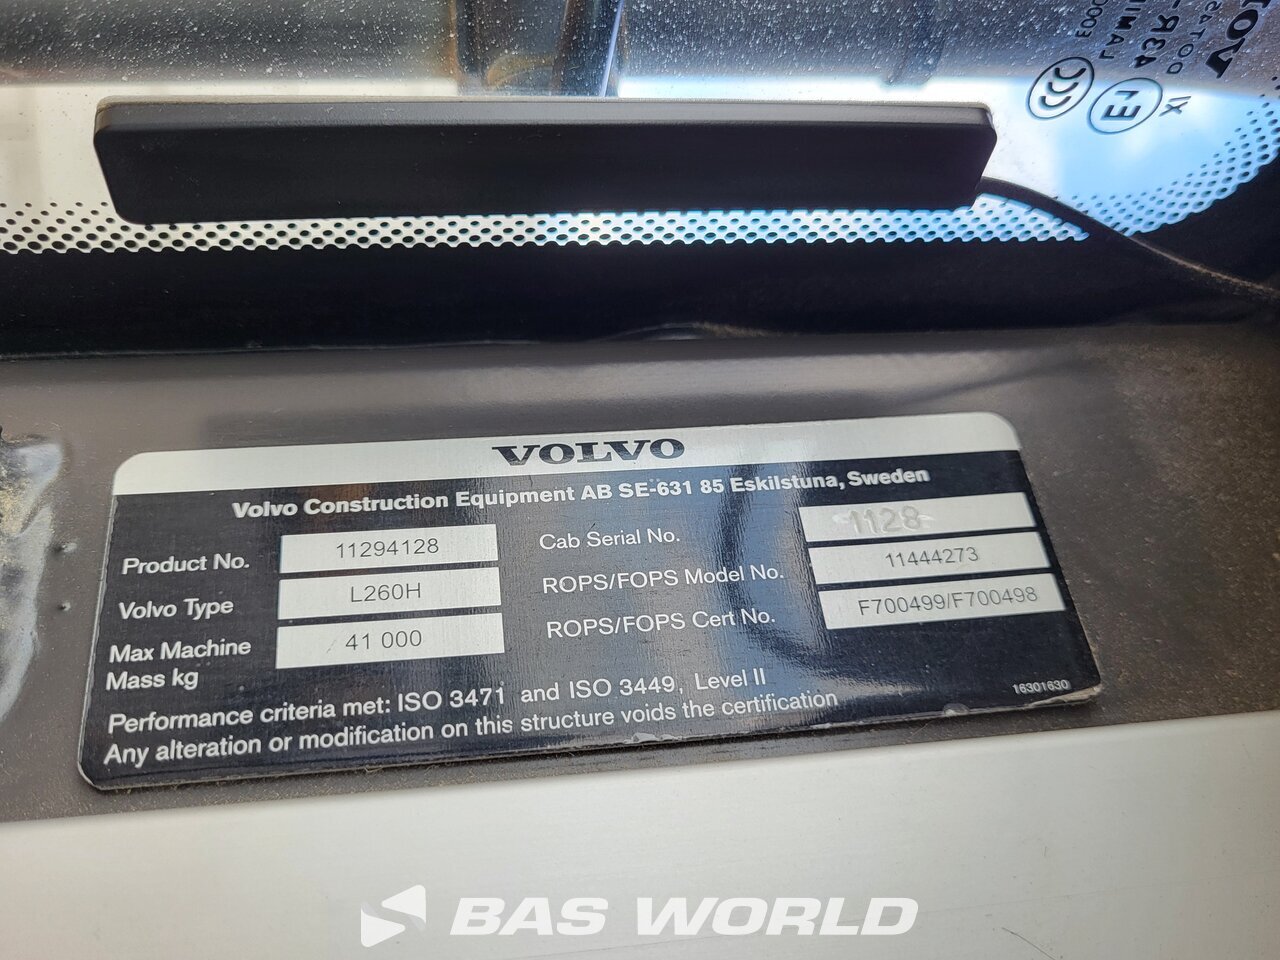 VOLVO
Volvo Construction Equipment AB SE-631 85 Eskilstuna, Sweden
Product No. 11294128
Volvo Type L260H
Max Machine
Mass kg 41 000
Cab Serial No. 1128
ROPS/FOPS Model No. 11444273
ROPS/FOPS Cert No. F700499/F700498
Performance criteria met: ISO 3471 and ISO 3449, Level II
Any alteration or modification on this structure voids the certification
16301630
BAS WORLD